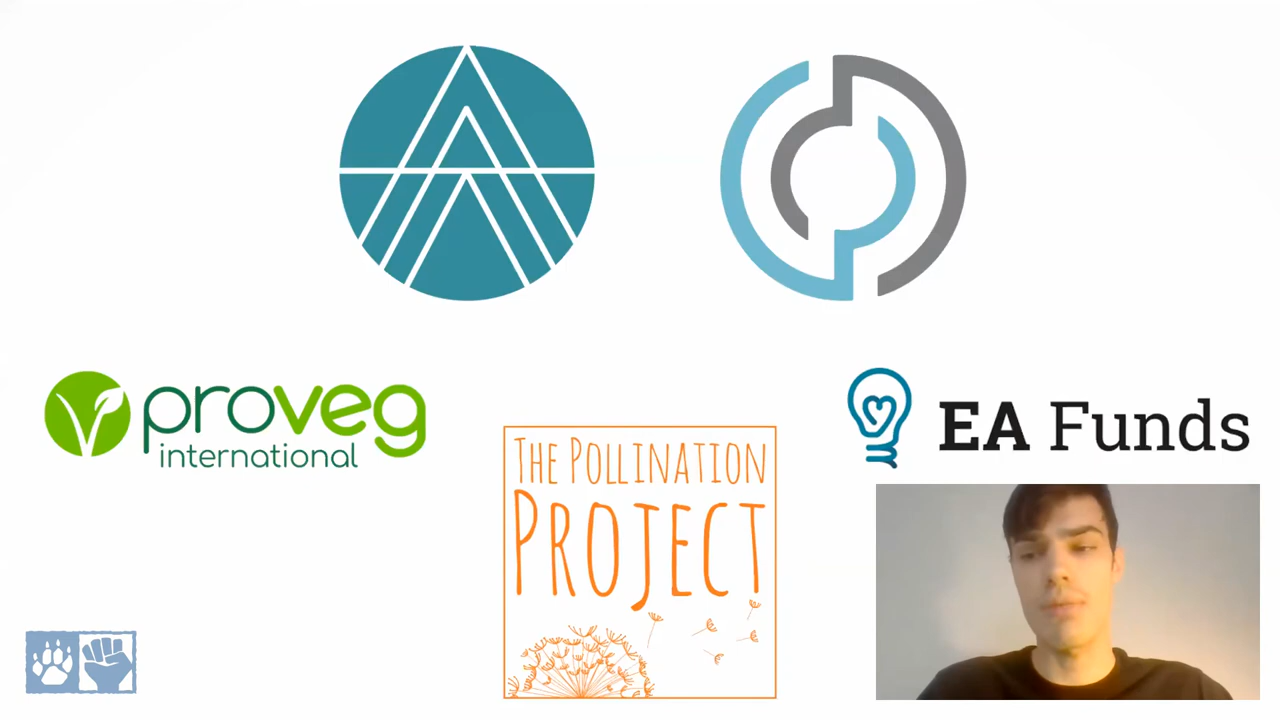 proveg
international
EA Funds
THE POLLINATION
PROJECT